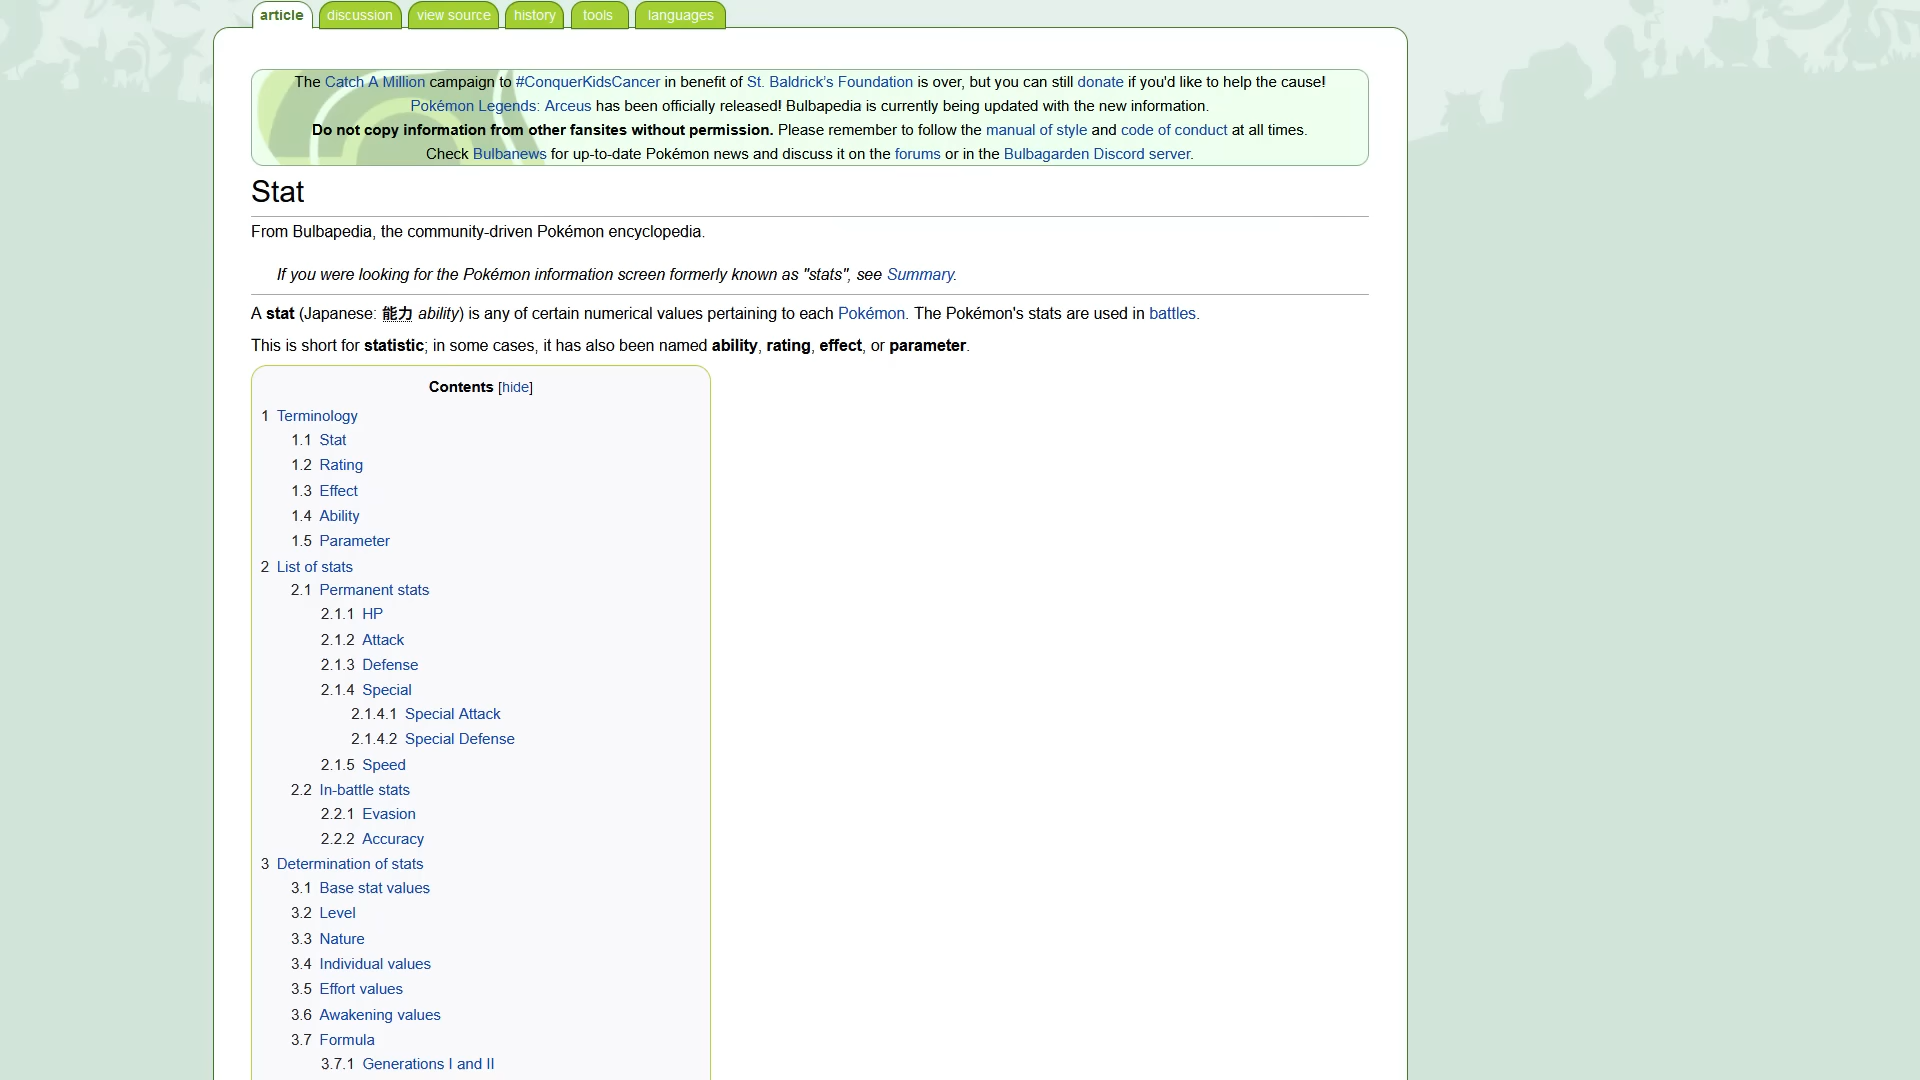 article discussion view source history tools languages
The Catch A Million campaign to #ConquerKidsCancer in benefit of St. Baldrick's Foundation is over, but you can still donate if you'd like to help the cause!
Pokémon Legends: Arceus has been officially released! Bulbapedia is currently being updated with the new information.
Do not copy information from other fansites without permission. Please remember to follow the manual of style and code of conduct at all times.
Check Bulbanews for up-to-date Pokémon news and discuss it on the forums or in the Bulbagarden Discord server.
Stat
From Bulbapedia, the community-driven Pokémon encyclopedia.
If you were looking for the Pokémon information screen formerly known as "stats", see Summary.
A stat (Japanese: 能力 ability) is any of certain numerical values pertaining to each Pokémon. The Pokémon's stats are used in battles.
This is short for statistic; in some cases, it has also been named ability, rating, effect, or parameter.
Contents [hide]
1 Terminology
1.1 Stat
1.2 Rating
1.3 Effect
1.4 Ability
1.5 Parameter
2 List of stats
2.1 Permanent stats
2.1.1 HP
2.1.2 Attack
2.1.3 Defense
2.1.4 Special
2.1.4.1 Special Attack
2.1.4.2 Special Defense
2.1.5 Speed
2.2 In-battle stats
2.2.1 Evasion
2.2.2 Accuracy
3 Determination of stats
3.1 Base stat values
3.2 Level
3.3 Nature
3.4 Individual values
3.5 Effort values
3.6 Awakening values
3.7 Formula
3.7.1 Generations I and II